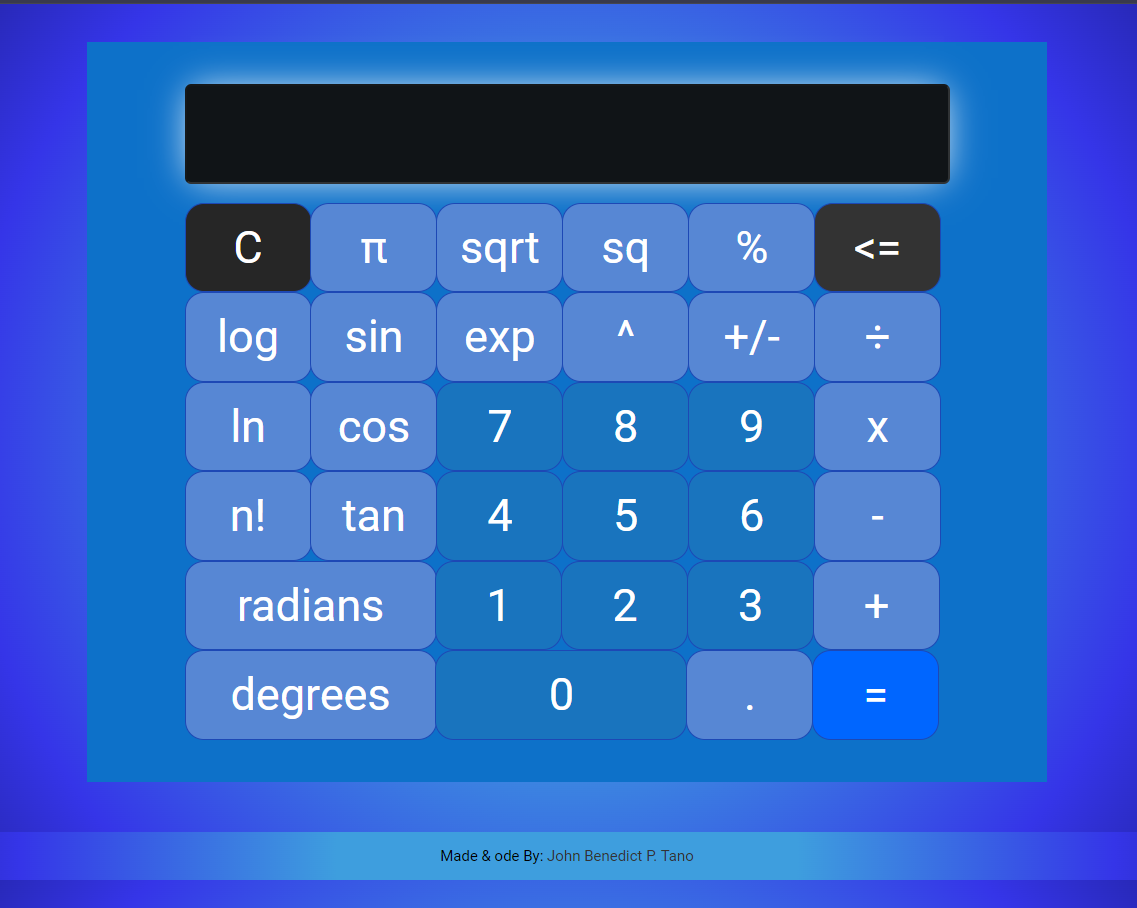 C π sqrt sq % <=
log sin exp ^ +/- ÷
ln cos 7 8 9 x
n! tan 4 5 6 -
radians 1 2 3 +
degrees 0 . =
Made & ode By: John Benedict P. Tano